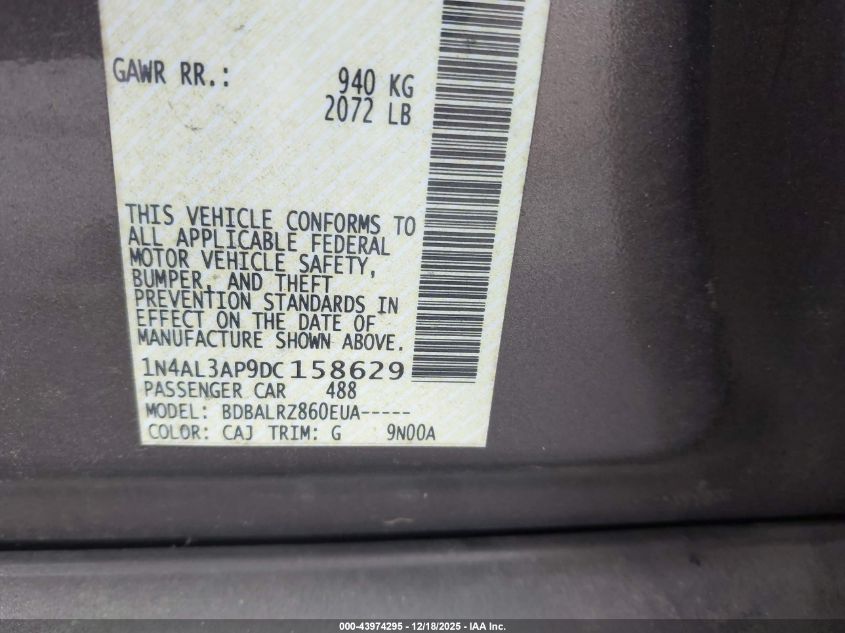 GAWR RR.: 940 KG
2072 LB
THIS VEHICLE CONFORMS TO
ALL APPLICABLE FEDERAL
MOTOR VEHICLE SAFETY,
BUMPER, AND THEFT
PREVENTION STANDARDS IN
EFFECT ON THE DATE OF
MANUFACTURE SHOWN ABOVE.
1N4AL3AP9DC158629
PASSENGER CAR 488
MODEL: BDBALRZ860EUA-----
COLOR: CAJ TRIM: G 9N00A
000-43974295 - 12/18/2025 - IAA Inc.